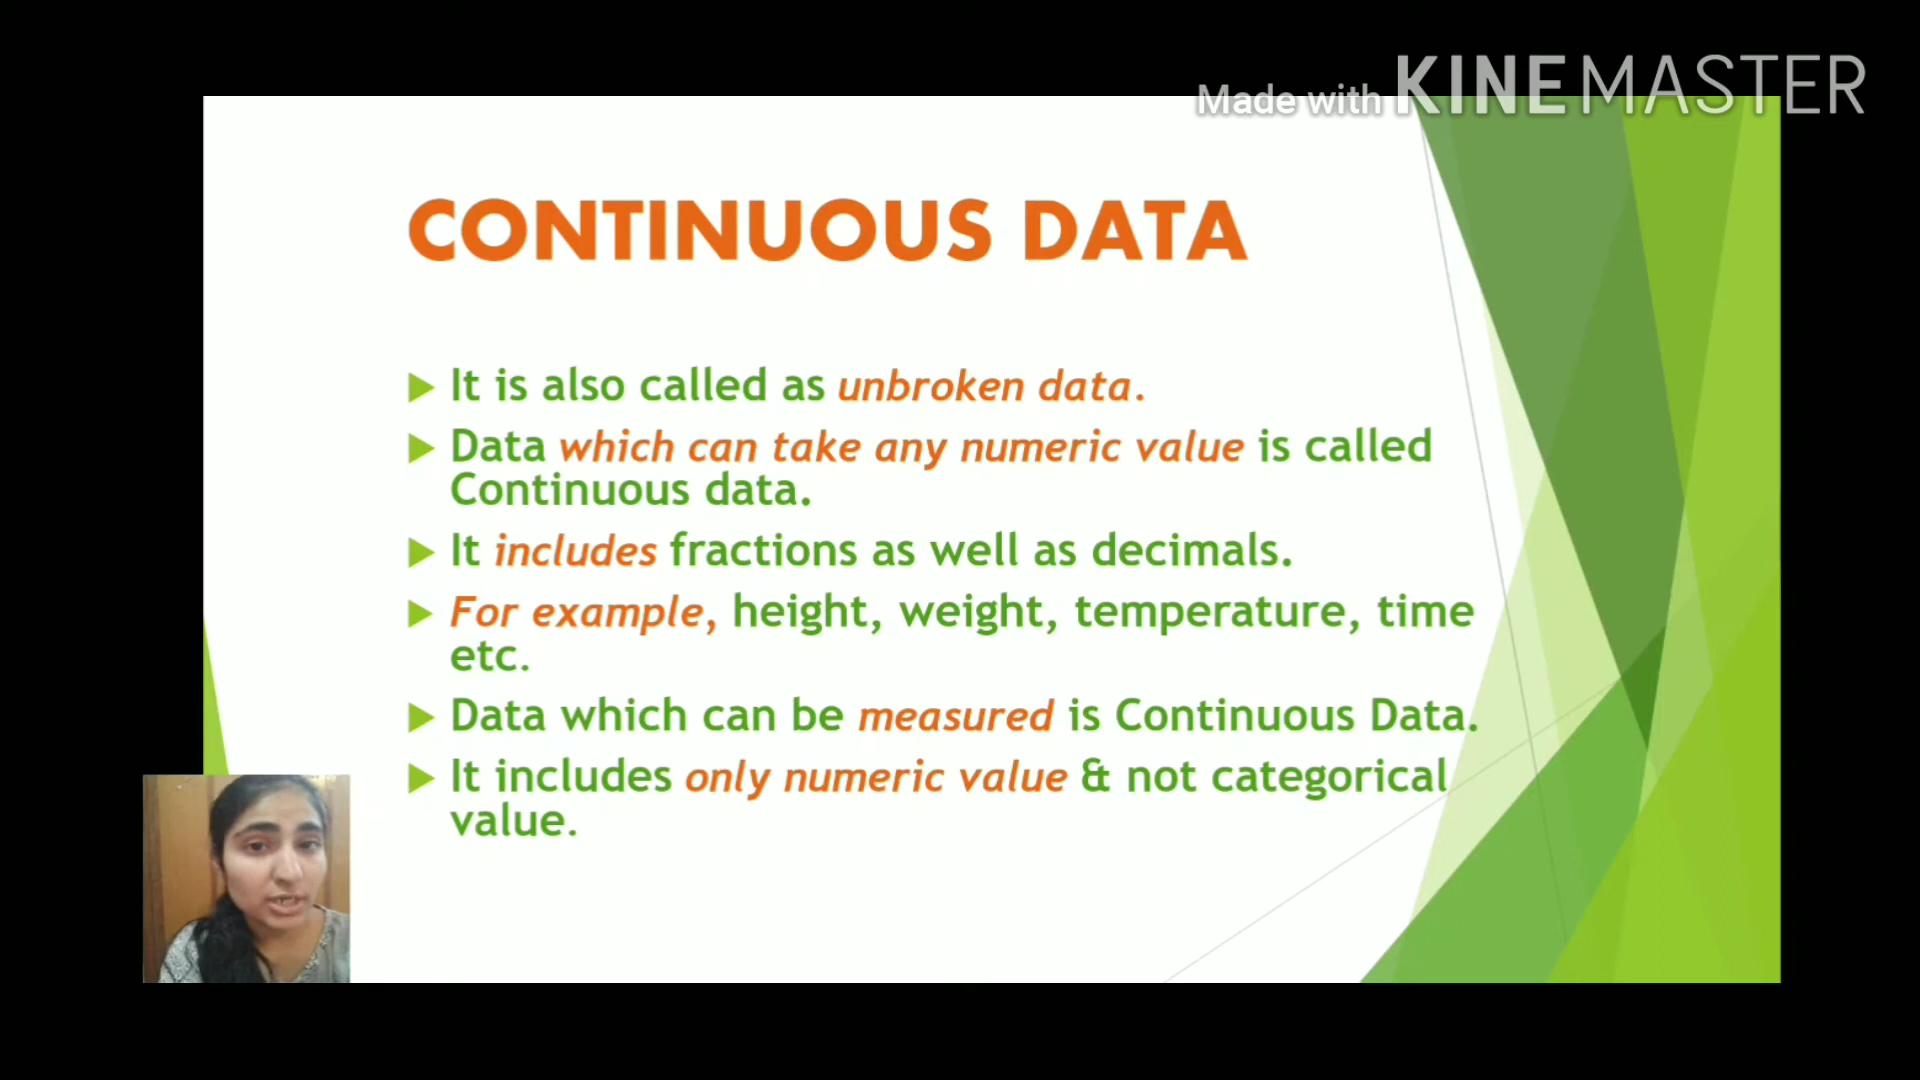 Made with KINEMASTER
CONTINUOUS DATA
It is also called as unbroken data.
Data which can take any numeric value is called
Continuous data.
It includes fractions as well as decimals.
For example, height, weight, temperature, time
etc.
Data which can be measured is Continuous Data.
It includes only numeric value & not categorical
value.